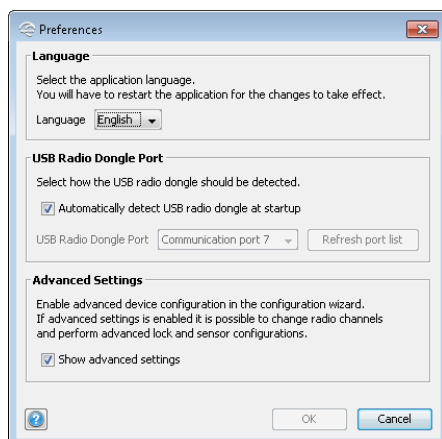 Preferences
Language
Select the application language.
You will have to restart the application for the changes to take effect.
Language English
USB Radio Dongle Port
Select how the USB radio dongle should be detected.
Automatically detect USB radio dongle at startup
USB Radio Dongle Port Communication port 7 Refresh port list
Advanced Settings
Enable advanced device configuration in the configuration wizard.
If advanced settings is enabled it is possible to change radio channels
and perform advanced lock and sensor configurations.
Show advanced settings
? OK Cancel